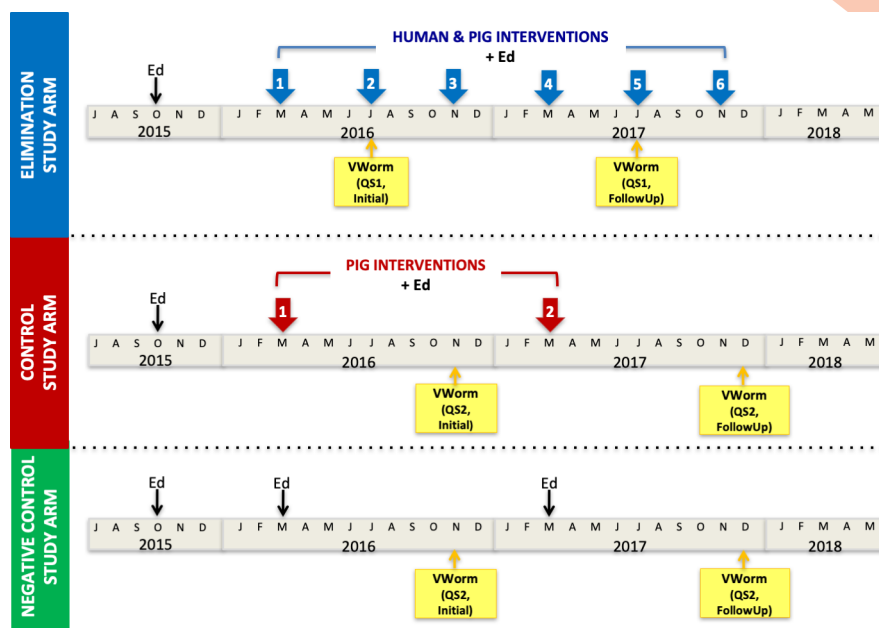 ELIMINATION
STUDY ARM
HUMAN & PIG INTERVENTIONS
+ Ed
Ed
1 2 3 4 5 6
J A S O N D J F M A M J J A S O N D J F M A M J J A S O N D J F M A M
2015 2016 2017 2018
VWorm
(QS1,
Initial)
VWorm
(QS1,
FollowUp)
CONTROL
STUDY ARM
PIG INTERVENTIONS
+ Ed
Ed
1 2
J A S O N D J F M A M J J A S O N D J F M A M J J A S O N D J F M A M
2015 2016 2017 2018
VWorm
(QS2,
Initial)
VWorm
(QS2,
FollowUp)
NEGATIVE CONTROL
STUDY ARM
Ed Ed Ed
J A S O N D J F M A M J J A S O N D J F M A M J J A S O N D J F M A M
2015 2016 2017 2018
VWorm
(QS2,
Initial)
VWorm
(QS2,
FollowUp)